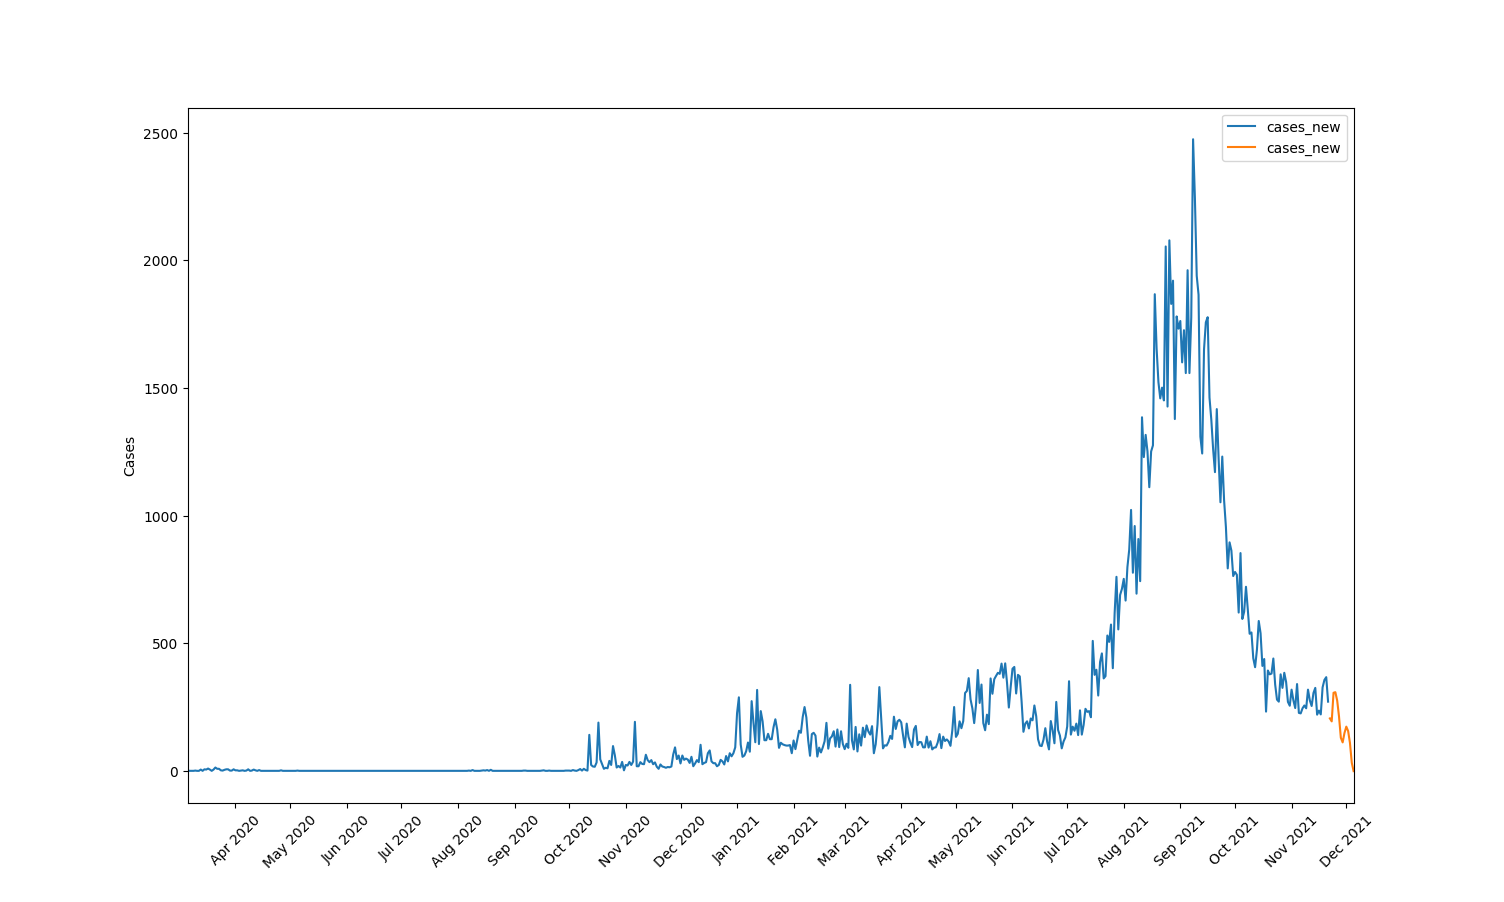 cases_new
cases_new
2500
2000
1500
1000
500
0
Cases
Apr 2020
May 2020
Jun 2020
Jul 2020
Aug 2020
Sep 2020
Oct 2020
Nov 2020
Dec 2020
Jan 2021
Feb 2021
Mar 2021
Apr 2021
May 2021
Jun 2021
Jul 2021
Aug 2021
Sep 2021
Oct 2021
Nov 2021
Dec 2021